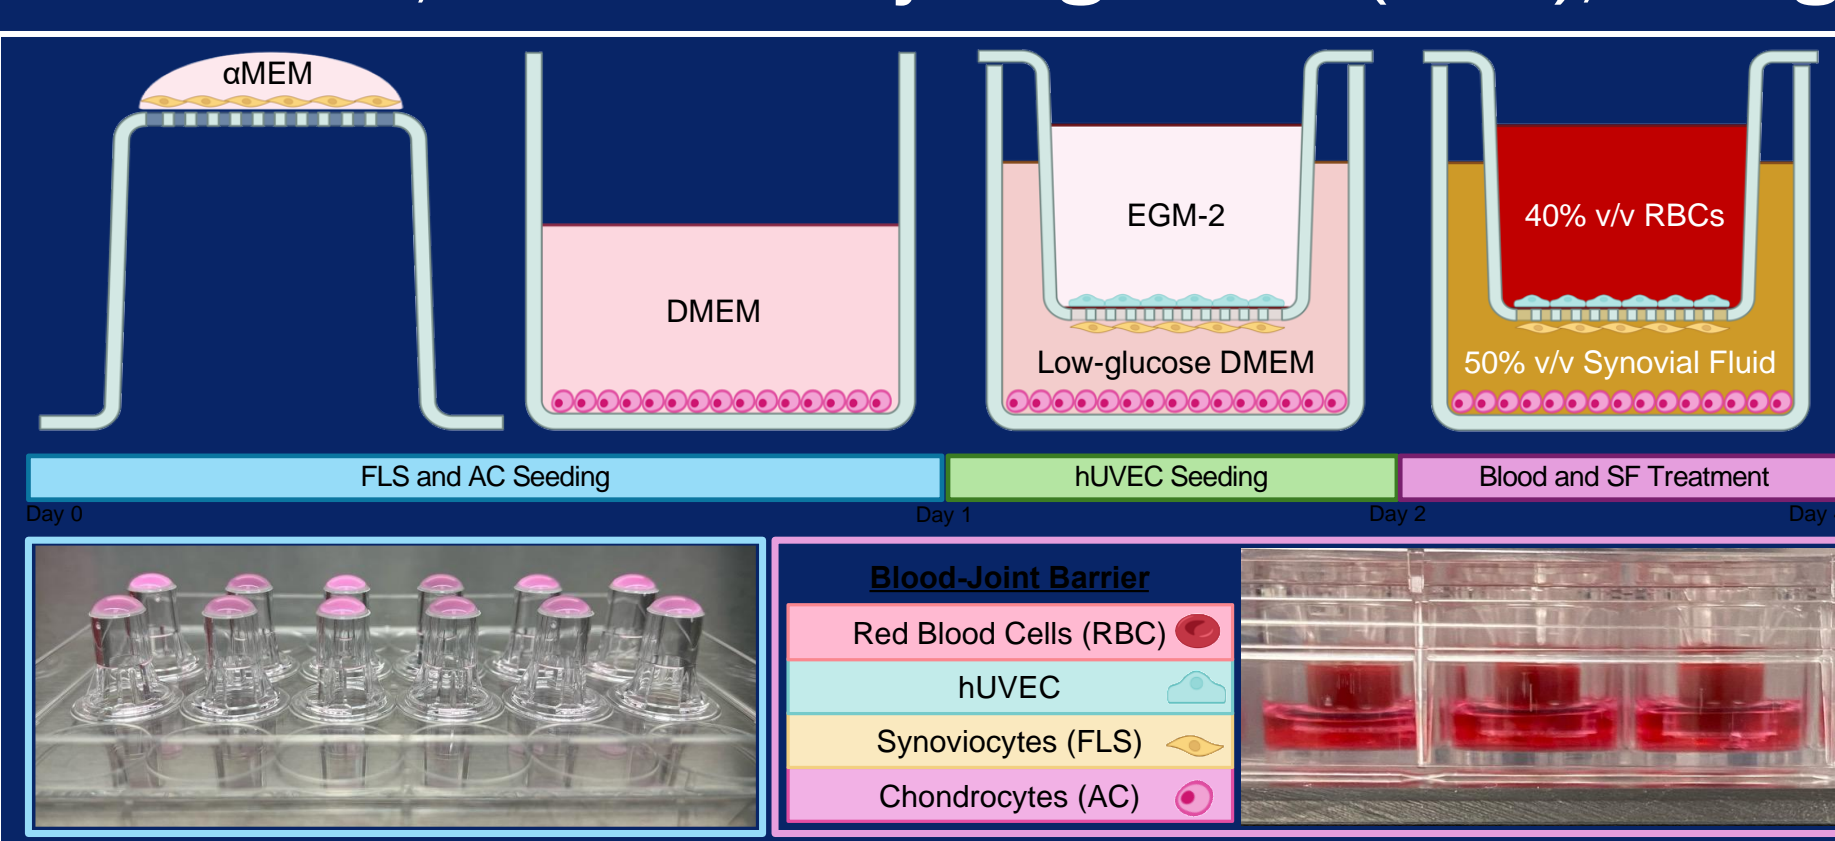 αMEM
DMEM
EGM-2
Low-glucose DMEM
40% v/v RBCs
50% v/v Synovial Fluid
FLS and AC Seeding
hUVEC Seeding
Blood and SF Treatment
Day 0
Day 1
Day 2
Day
Blood-Joint Barrier
Red Blood Cells (RBC)
hUVEC
Synoviocytes (FLS)
Chondrocytes (AC)